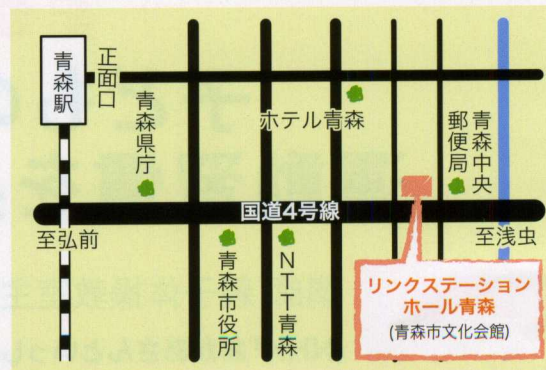 青森駅
正面口
青森県庁
ホテル青森
青森中央
郵便局
国道4号線
至弘前
至浅虫
青森市役所
NTT青森
リンクステーション
ホール青森
(青森市文化会館)